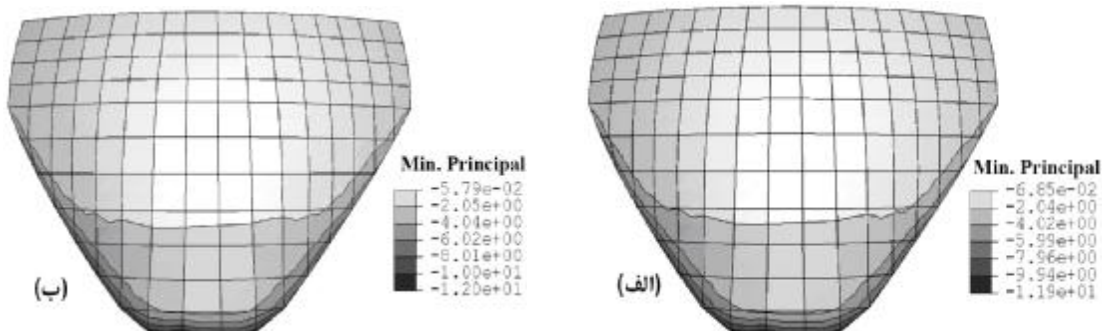 Min. Principal
-5.79e-02
-2.05e+00
-4.04e+00
-6.02e+00
-8.01e+00
-1.00e+01
-1.20e+01
(ب)
Min. Principal
-6.85e-02
-2.04e+00
-4.02e+00
-5.99e+00
-7.96e+00
-9.94e+00
-1.19e+01
(الف)